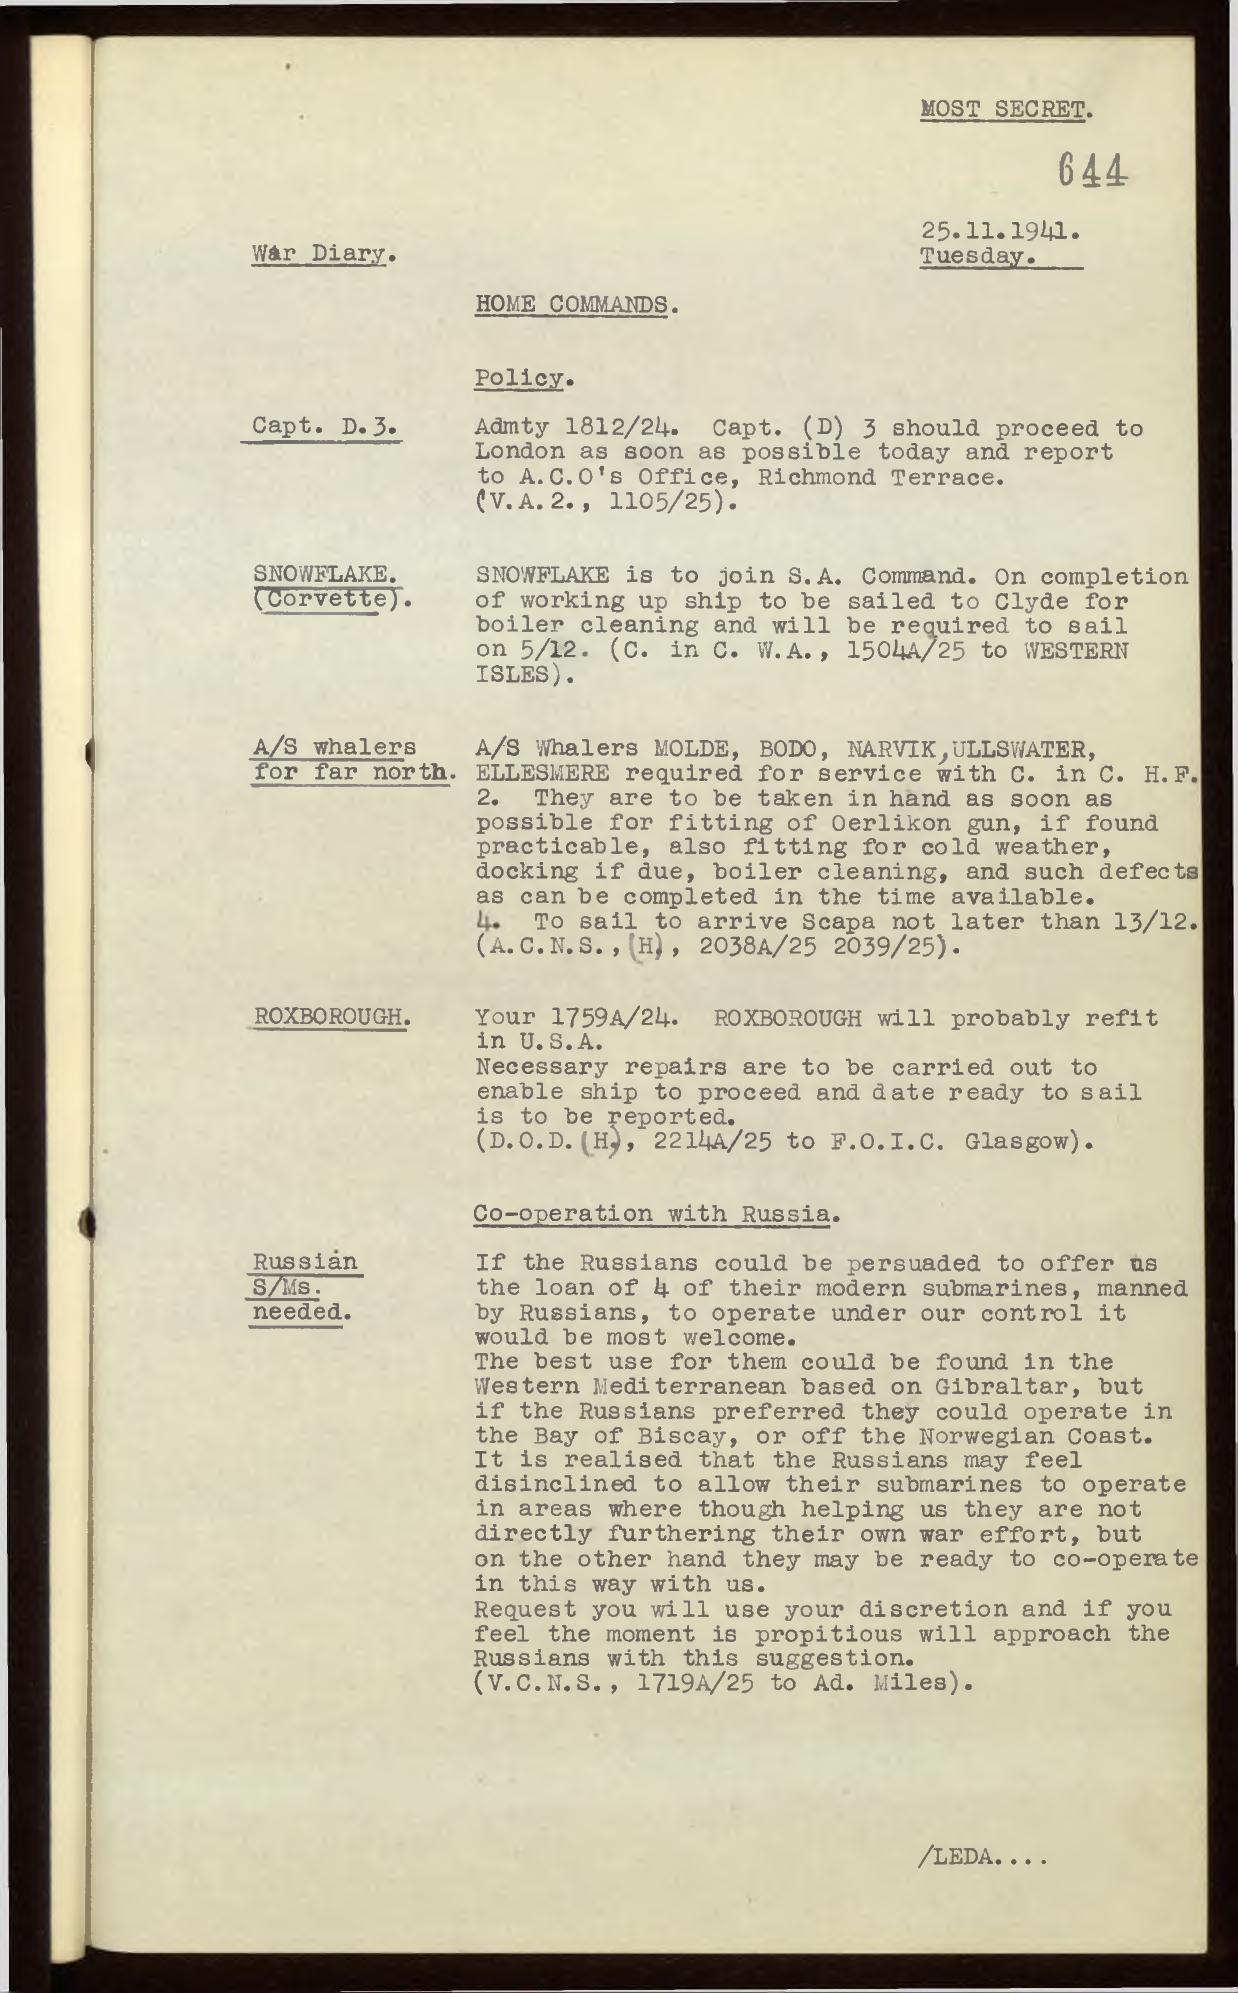 MOST SECRET.
644
25.11.1941.
War Diary.
Tuesday.
HOME COMMANDS.
Policy.
Capt. D.3.
Admty 1812/24. Capt. (D) 3 should proceed to
London as soon as possible today and report
to A.C.O's Office, Richmond Terrace.
(V.A.2., 1105/25).
SNOWFLAKE.
(Corvette).
SNOWFLAKE is to join S.A. Command. On completion
of working up ship to be sailed to Clyde for
boiler cleaning and will be required to sail
on 5/12. (C. in C. W.A., 1504A/25 to WESTERN
ISLES).
A/S whalers
for far north.
A/S Whalers MOLDE, BODO, NARVIK, ULLSWATER,
ELLESMERE required for service with C. in C. H.F.
2. They are to be taken in hand as soon as
possible for fitting of Oerlikon gun, if found
practicable, also fitting for cold weather,
docking if due, boiler cleaning, and such defects
as can be completed in the time available.
4. To sail to arrive Scapa not later than 13/12.
(A.C.N.S.,(H), 2038A/25 2039/25).
ROXBOROUGH.
Your 1759A/24. ROXBOROUGH will probably refit
in U.S.A.
Necessary repairs are to be carried out to
enable ship to proceed and date ready to sail
is to be reported.
(D.O.D.(H), 2214A/25 to F.O.I.C. Glasgow).
Co-operation with Russia.
Russian
S/Ms.
needed.
If the Russians could be persuaded to offer us
the loan of 4 of their modern submarines, manned
by Russians, to operate under our control it
would be most welcome.
The best use for them could be found in the
Western Mediterranean based on Gibraltar, but
if the Russians preferred they could operate in
the Bay of Biscay, or off the Norwegian Coast.
It is realised that the Russians may feel
disinclined to allow their submarines to operate
in areas where though helping us they are not
directly furthering their own war effort, but
on the other hand they may be ready to co-operate
in this way with us.
Request you will use your discretion and if you
feel the moment is propitious will approach the
Russians with this suggestion.
(V.C.N.S., 1719A/25 to Ad. Miles).
/LEDA....